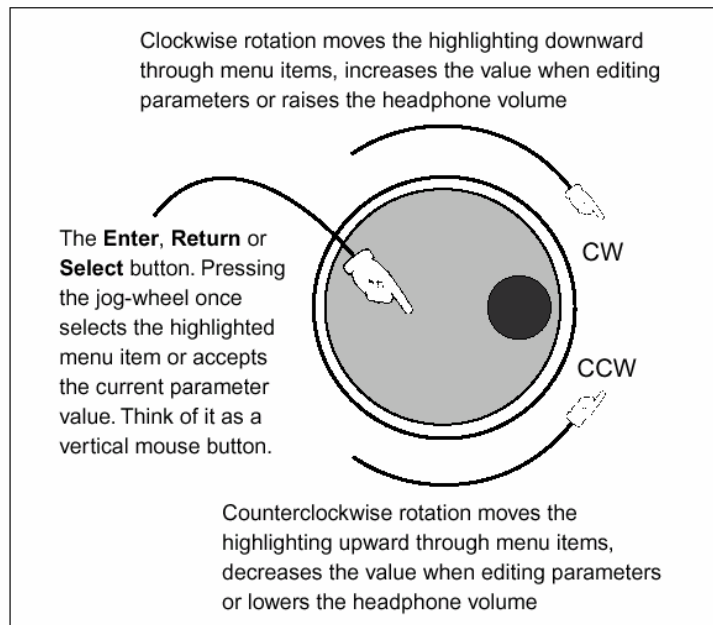 Clockwise rotation moves the highlighting downward
through menu items, increases the value when editing
parameters or raises the headphone volume
The Enter, Return or
Select button. Pressing
the jog-wheel once
selects the highlighted
menu item or accepts
the current parameter
value. Think of it as a
vertical mouse button.
CW
CCW
Counterclockwise rotation moves the
highlighting upward through menu items,
decreases the value when editing parameters
or lowers the headphone volume